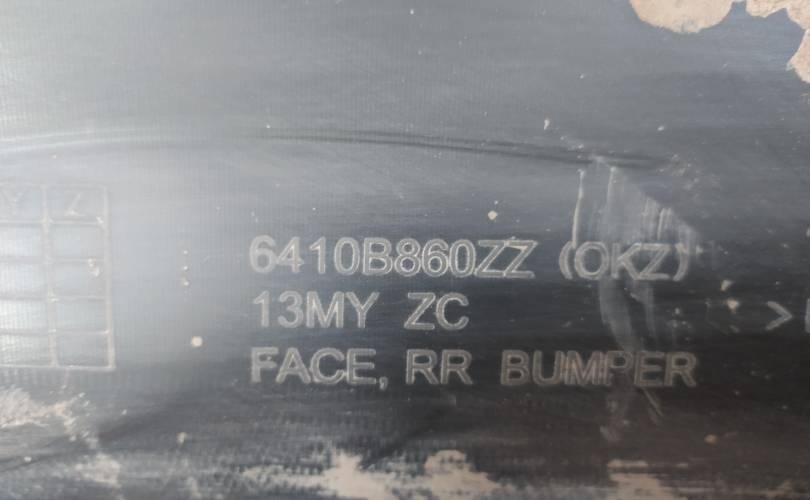 Y Z
6410B860ZZ (OKZ)
13MY ZC
FACE, RR BUMPER
>